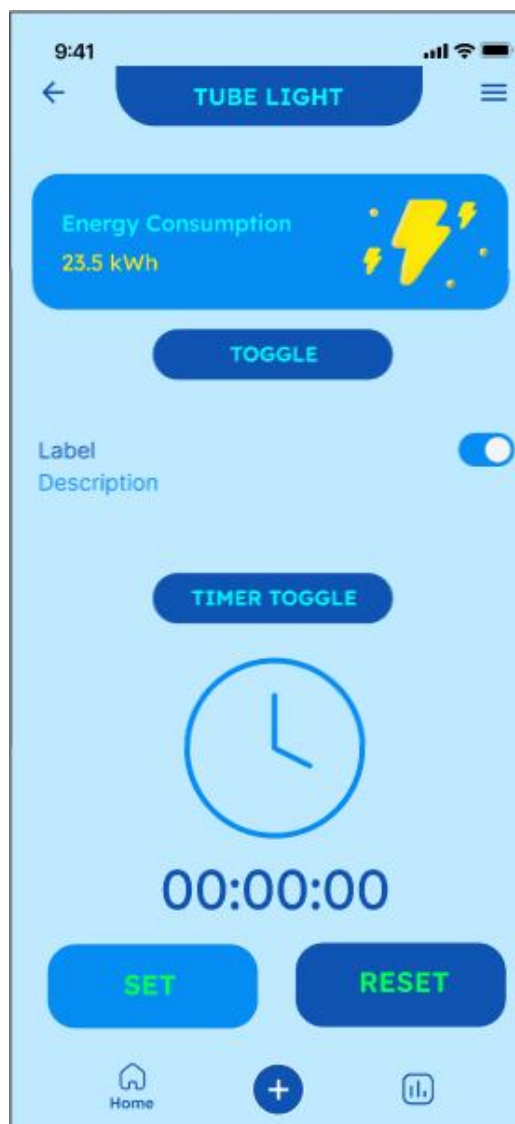 9:41
TUBE LIGHT
Energy Consumption
23.5 kWh
TOGGLE
Label
Description
TIMER TOGGLE
00:00:00
SET
RESET
Home